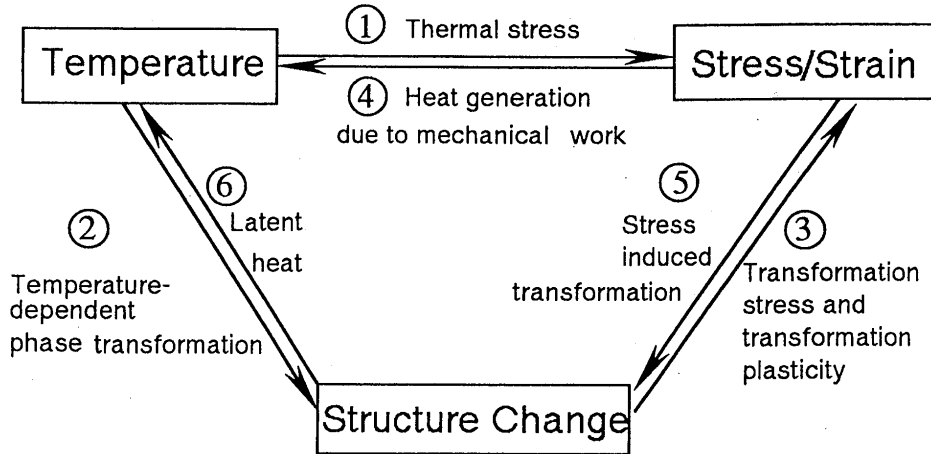 ① Thermal stress
Temperature
Stress/Strain
④ Heat generation
due to mechanical work
⑥
Latent
heat
②
Temperature-
dependent
phase transformation
⑤
Stress
induced
transformation
③
Transformation
stress and
transformation
plasticity
Structure Change